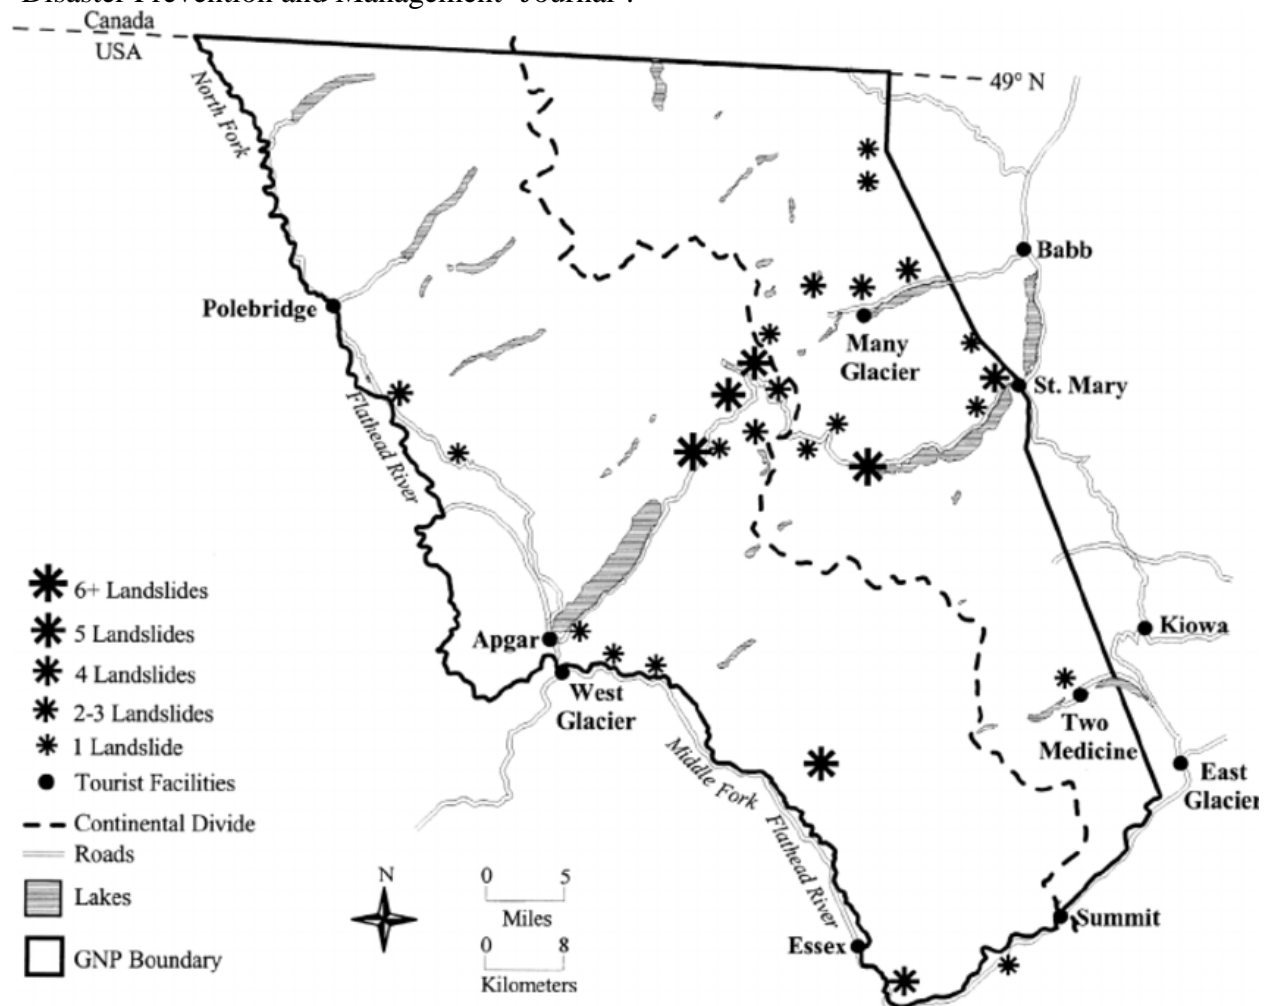 Disaster Prevention and Management "Journal".
Canada
USA
49° N
North Fork
Babb
Polebridge
Many
Glacier
St. Mary
Flathead River
6+ Landslides
5 Landslides
4 Landslides
2-3 Landslides
1 Landslide
Tourist Facilities
Continental Divide
Roads
Lakes
GNP Boundary
Apgar
West
Glacier
Kiowa
Two
Medicine
East
Glacier
Middle Fork
Flathead River
N
0 5
Miles
0 8
Kilometers
Essex
Summit